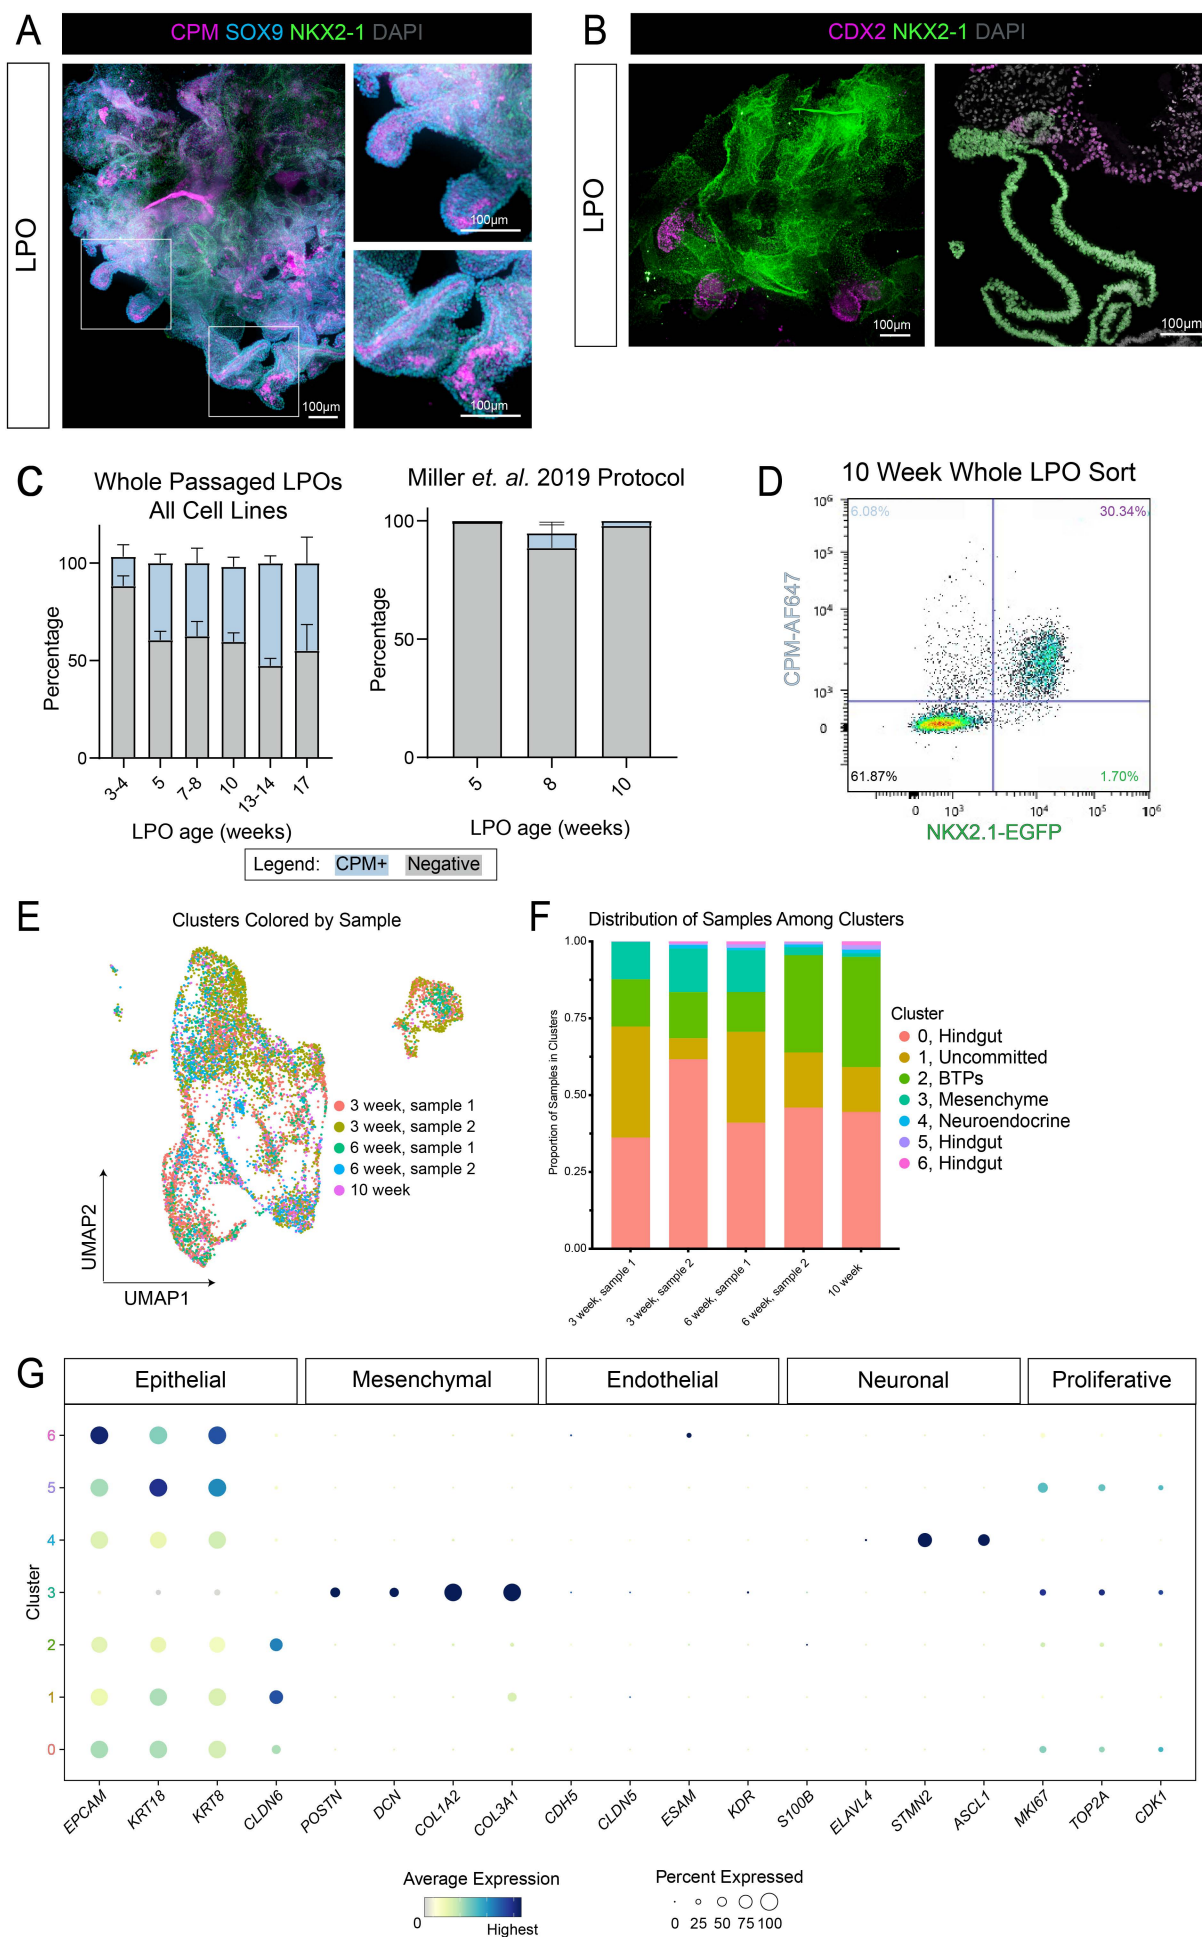 A
CPM SOX9 NKX2-1 DAPI
LPO
100µm
100µm
100µm
B
CDX2 NKX2-1 DAPI
LPO
100µm
100µm
C
Whole Passaged LPOs
All Cell Lines
Percentage
100
50
0
3-4
5
7-8
10
13-14
17
LPO age (weeks)
Miller et. al. 2019 Protocol
Percentage
100
50
0
5
8
10
LPO age (weeks)
Legend: CPM+ Negative
D
10 Week Whole LPO Sort
CPM-AF647
10⁶
10⁵
10⁴
10³
0
6.08%
30.34%
61.87%
1.70%
0 10³ 10⁴ 10⁵ 10⁶
NKX2.1-EGFP
E
Clusters Colored by Sample
3 week, sample 1
3 week, sample 2
6 week, sample 1
6 week, sample 2
10 week
UMAP2
UMAP1
F
Distribution of Samples Among Clusters
Proportion of Samples in Clusters
1.00
0.75
0.50
0.25
0.00
3 week, sample 1
3 week, sample 2
6 week, sample 1
6 week, sample 2
10 week
Cluster
0, Hindgut
1, Uncommitted
2, BTPs
3, Mesenchyme
4, Neuroendocrine
5, Hindgut
6, Hindgut
G
Epithelial Mesenchymal Endothelial Neuronal Proliferative
Cluster
6
5
4
3
2
1
0
EPCAM KRT18 KRT8 CLDN6 POSTN DCN COL1A2 COL3A1 CDH5 CLDN5 ESAM KDR S100B ELAVL4 STMN2 ASCL1 MKI67 TOP2A CDK1
Average Expression
0
Highest
Percent Expressed
0 25 50 75 100